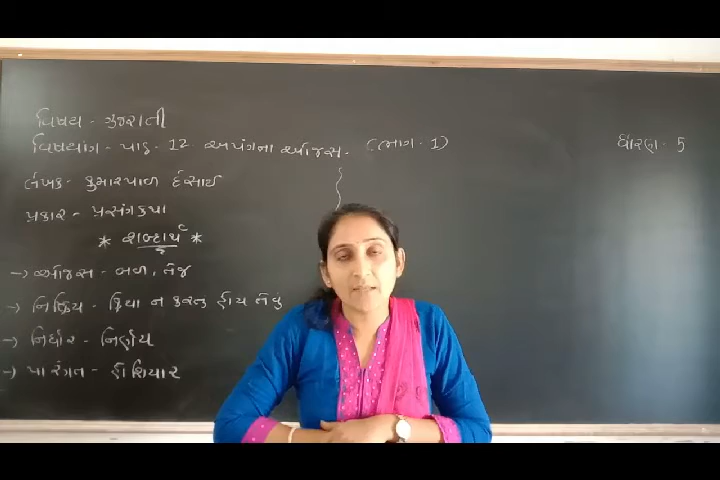 વિષય - ગુજરાતી
વિષયાંગ - પાઠ - 12 અપંગના ઓજસ - (ભાગ - 1)
ધોરણ - 5
લેખક - કુમારપાળ દેસાઈ
પ્રકાર - પ્રસંગકથા
* શબ્દાર્થ *
→ ઓજસ - બળ, તેજ
→ નિષ્ક્રિય - ક્રિયા ન કરતુ હોય તેવું
→ નિર્ધાર - નિર્ણય
→ પારંગત - હોશિયાર